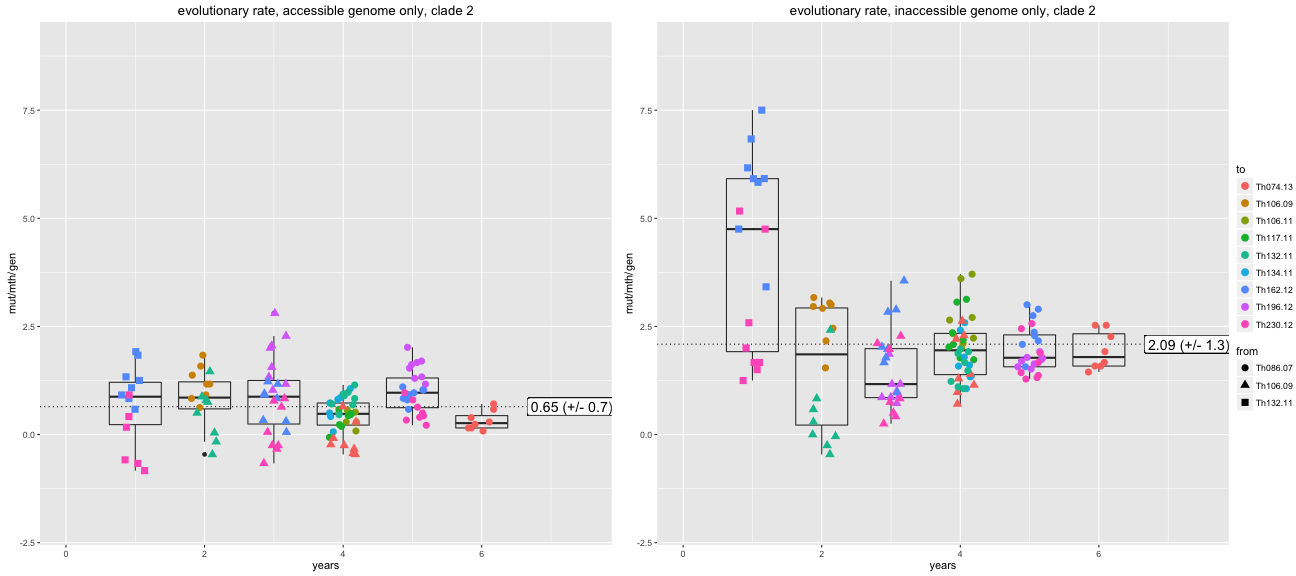 evolutionary rate, accessible genome only, clade 2
mut/mth/gen
7.5
5.0
2.5
0.0
-2.5
0.65 (+/- 0.7)
0
2
4
6
years
evolutionary rate, inaccessible genome only, clade 2
mut/mth/gen
7.5
5.0
2.5
0.0
-2.5
2.09 (+/- 1.3)
0
2
4
6
years
to
Th074.13
Th106.09
Th106.11
Th117.11
Th132.11
Th134.11
Th162.12
Th196.12
Th230.12
from
Th086.07
Th106.09
Th132.11